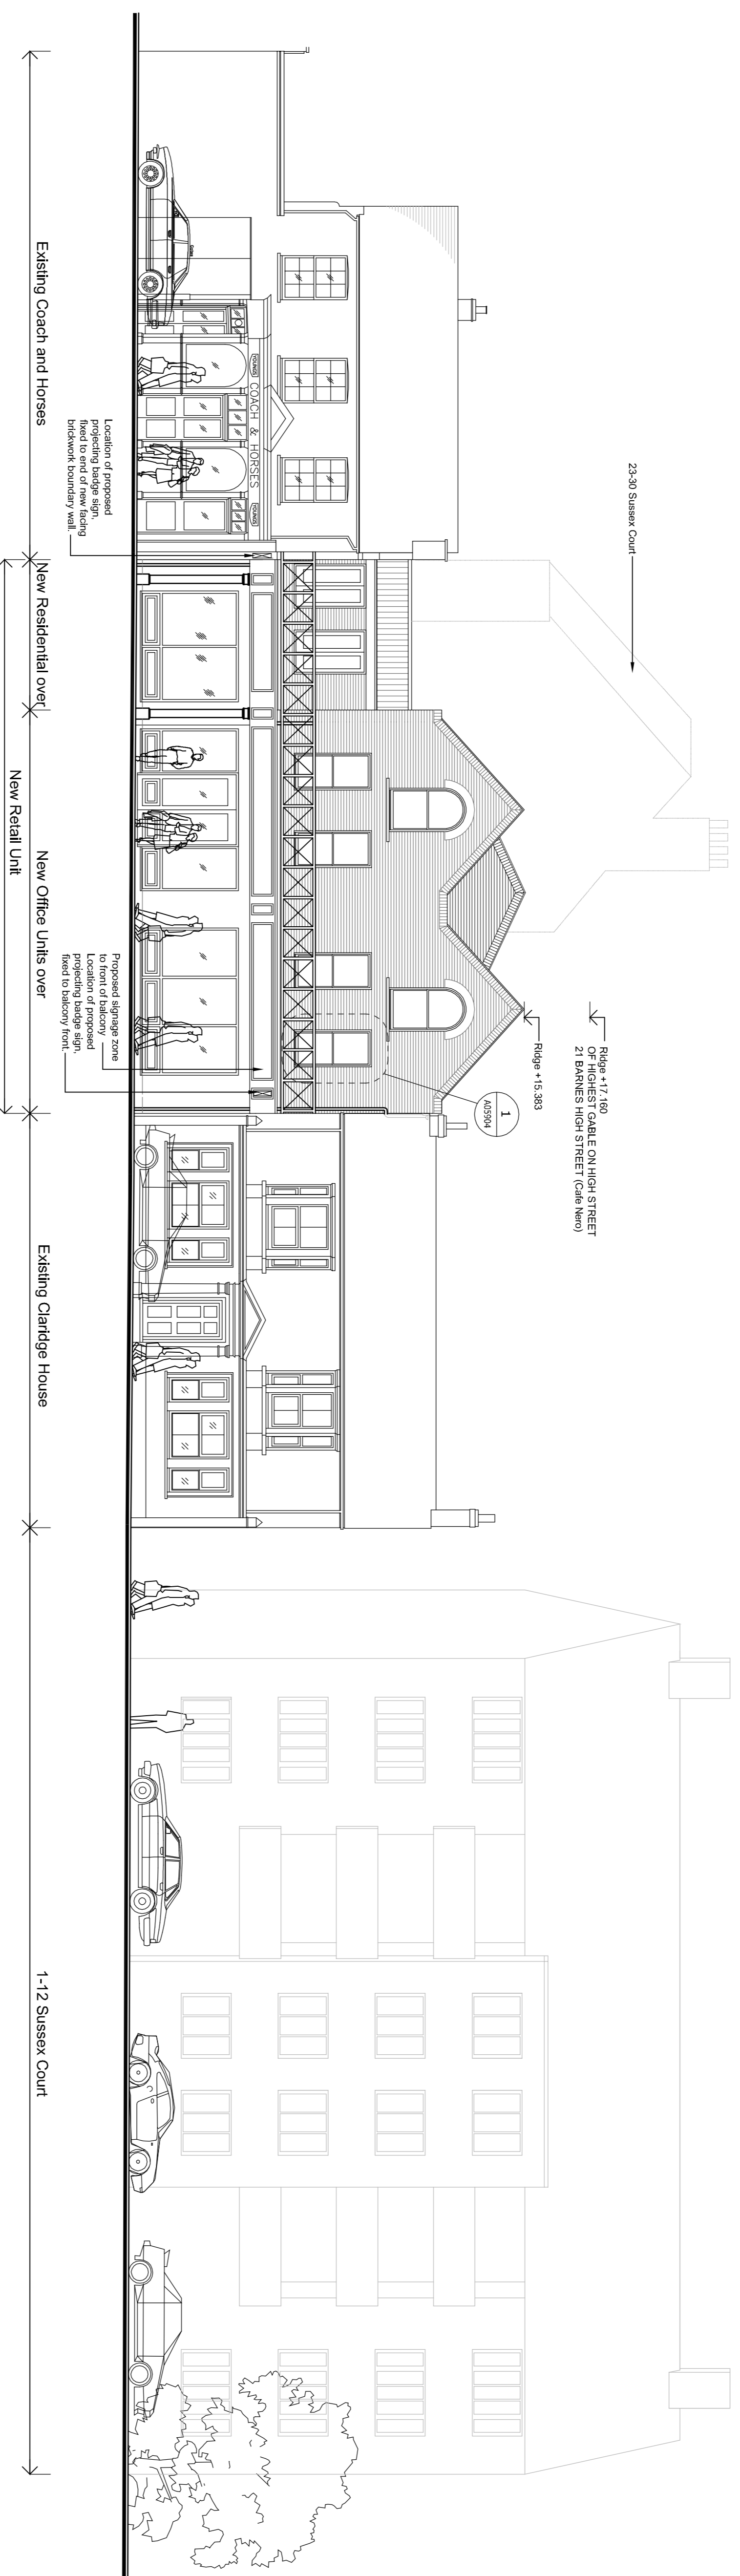 23-30 Sussex Court
Ridge +17.160
OF HIGHEST GABLE ON HIGH STREET
21 BARNES HIGH STREET (Cafe Nero)
Ridge +15.383
1
A05904
YOUNGS COACH & HORSES YOUNGS
Location of proposed
projecting badge sign,
fixed to end of new facing
brickwork boundary wall.
Proposed signage zone
to front of balcony
Location of proposed
projecting badge sign,
fixed to balcony front.
Existing Coach and Horses
New Residential over
New Office Units over
Existing Claridge House
1-12 Sussex Court
New Retail Unit